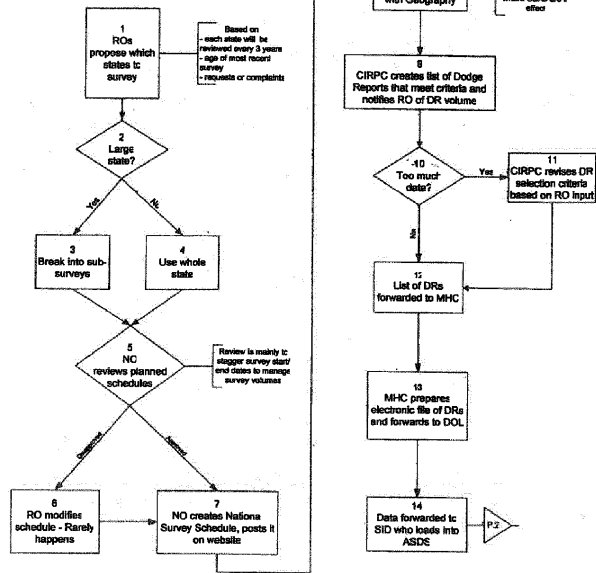 1
ROs
propose which
states to
survey
Based on
- each state will be
reviewed every 3 years
- age of most recent
survey
- requests or complaints
2
Large
state?
Yes
No
3
Break into sub-
surveys
4
Use whole
state
5
NO
reviews planned
schedules
Review is mainly to
stagger survey start/
end dates to manage
survey volumes
Disapproved
Approved
6
RO modifies
schedule - Rarely
happens
7
NO creates Nationa
Survey Schedule, posts it
on website
with Geography
effect
9
CIRPC creates list of Dodge
Reports that meet criteria and
notifies RO of DR volume
10
Too much
data?
Yes
No
11
CIRPC revises DR
selection criteria
based on RO input
12
List of DRs
forwarded to MHC
13
MHC prepares
electronic file of DRs
and forwards to DOL
14
Data forwarded to
SID who loads into
ASDS
P.2